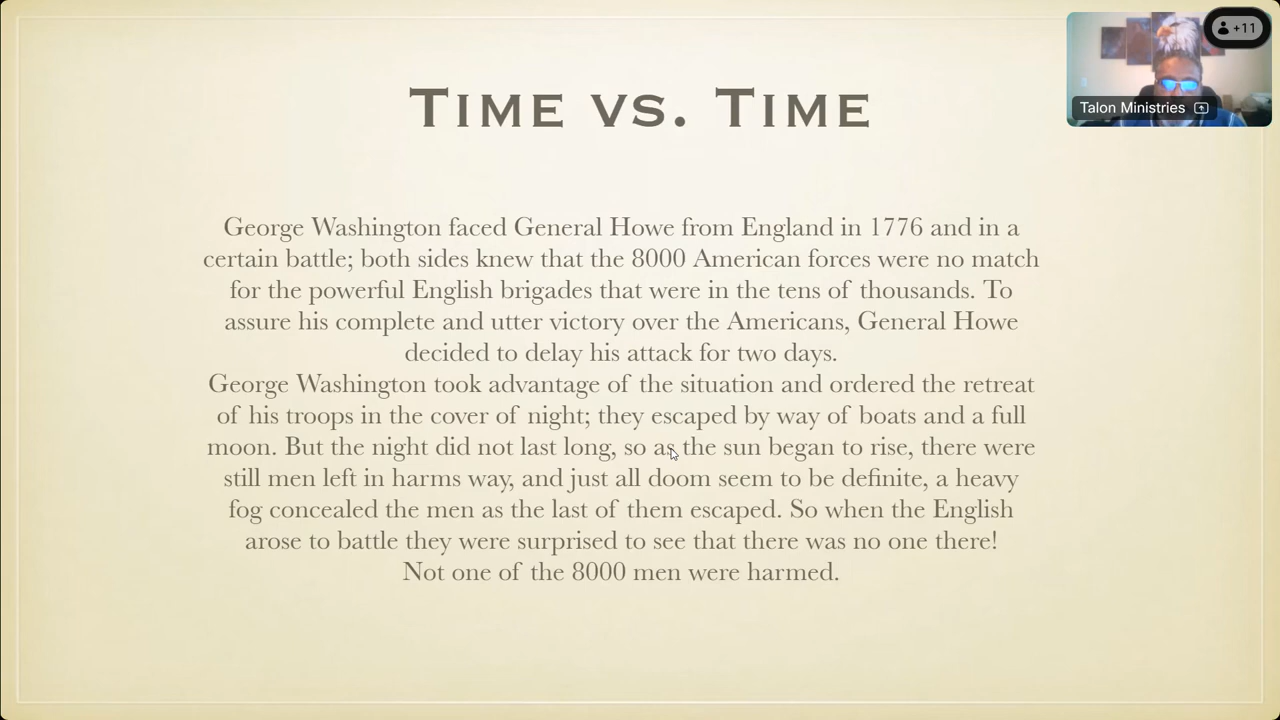 +11
Talon Ministries
TIME VS. TIME
George Washington faced General Howe from England in 1776 and in a
certain battle; both sides knew that the 8000 American forces were no match
for the powerful English brigades that were in the tens of thousands. To
assure his complete and utter victory over the Americans, General Howe
decided to delay his attack for two days.
George Washington took advantage of the situation and ordered the retreat
of his troops in the cover of night; they escaped by way of boats and a full
moon. But the night did not last long, so as the sun began to rise, there were
still men left in harms way, and just all doom seem to be definite, a heavy
fog concealed the men as the last of them escaped. So when the English
arose to battle they were surprised to see that there was no one there!
Not one of the 8000 men were harmed.